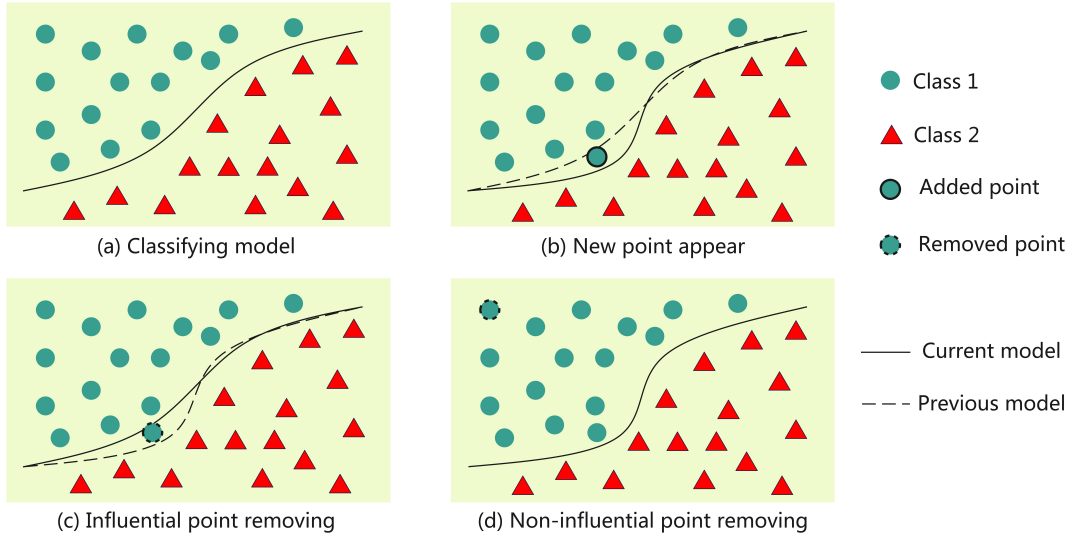 (a) Classifying model
(b) New point appear
Class 1
Class 2
Added point
Removed point
(c) Influential point removing
(d) Non-influential point removing
Current model
Previous model